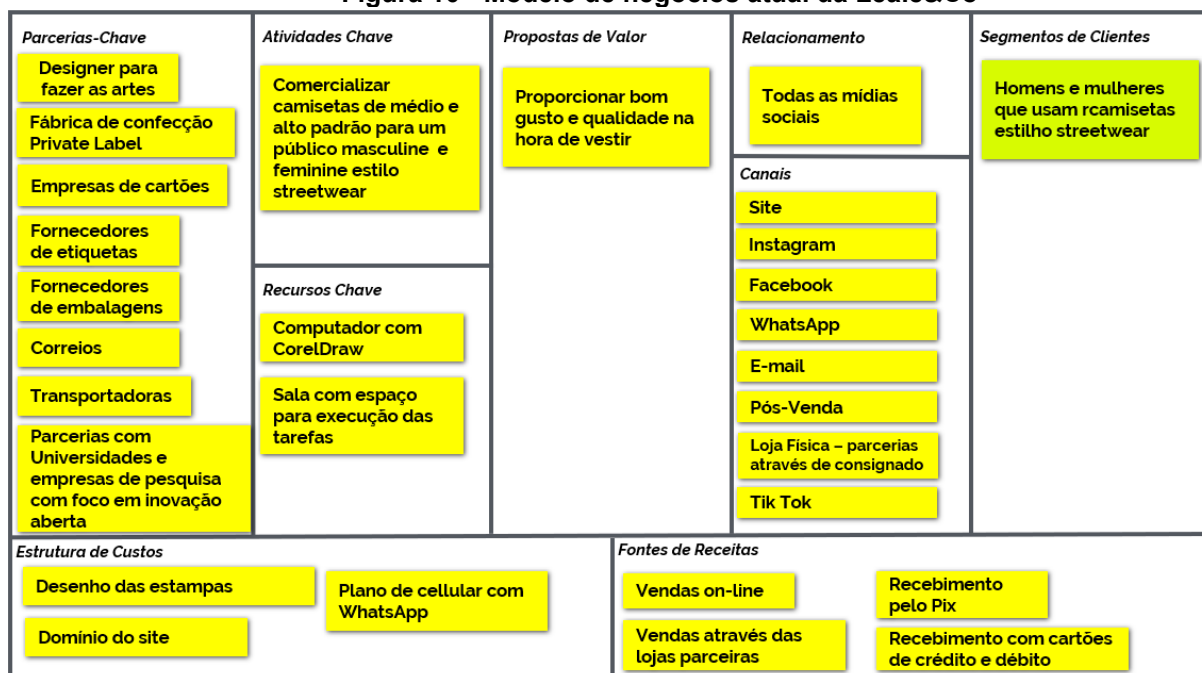 Parcerias-Chave
Designer para
fazer as artes
Fábrica de confecção
Private Label
Empresas de cartões
Fornecedores
de etiquetas
Fornecedores
de embalagens
Correios
Transportadoras
Parcerias com
Universidades e
empresas de pesquisa
com foco em inovação
aberta
Atividades Chave
Comercializar
camisetas de médio e
alto padrão para um
público masculine e
feminine estilo
streetwear
Recursos Chave
Computador com
CorelDraw
Sala com espaço
para execução das
tarefas
Propostas de Valor
Proporcionar bom
gusto e qualidade na
hora de vestir
Relacionamento
Todas as mídias
sociais
Canais
Site
Instagram
Facebook
WhatsApp
E-mail
Pós-Venda
Loja Física – parcerias
através de consignado
Tik Tok
Segmentos de Clientes
Homens e mulheres
que usam rcamisetas
estilho streetwear
Estrutura de Custos
Desenho das estampas
Domínio do site
Plano de cellular com
WhatsApp
Fontes de Receitas
Vendas on-line
Vendas através das
lojas parceiras
Recebimento
pelo Pix
Recebimento com cartões
de crédito e débito